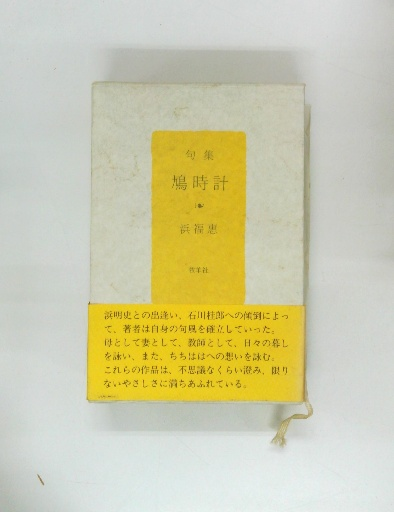 句集
鳩時計
浜福惠
牧羊社
浜明史との出逢い、石川桂郎への傾倒によっ
て、著者は自身の句風を確立していった。
母として妻として、教師として、日々の暮し
を詠い、また、ちちははへの想いを詠む。
これらの作品は、不思議なくらい澄み、限り
ないやさしさに満ちあふれている。